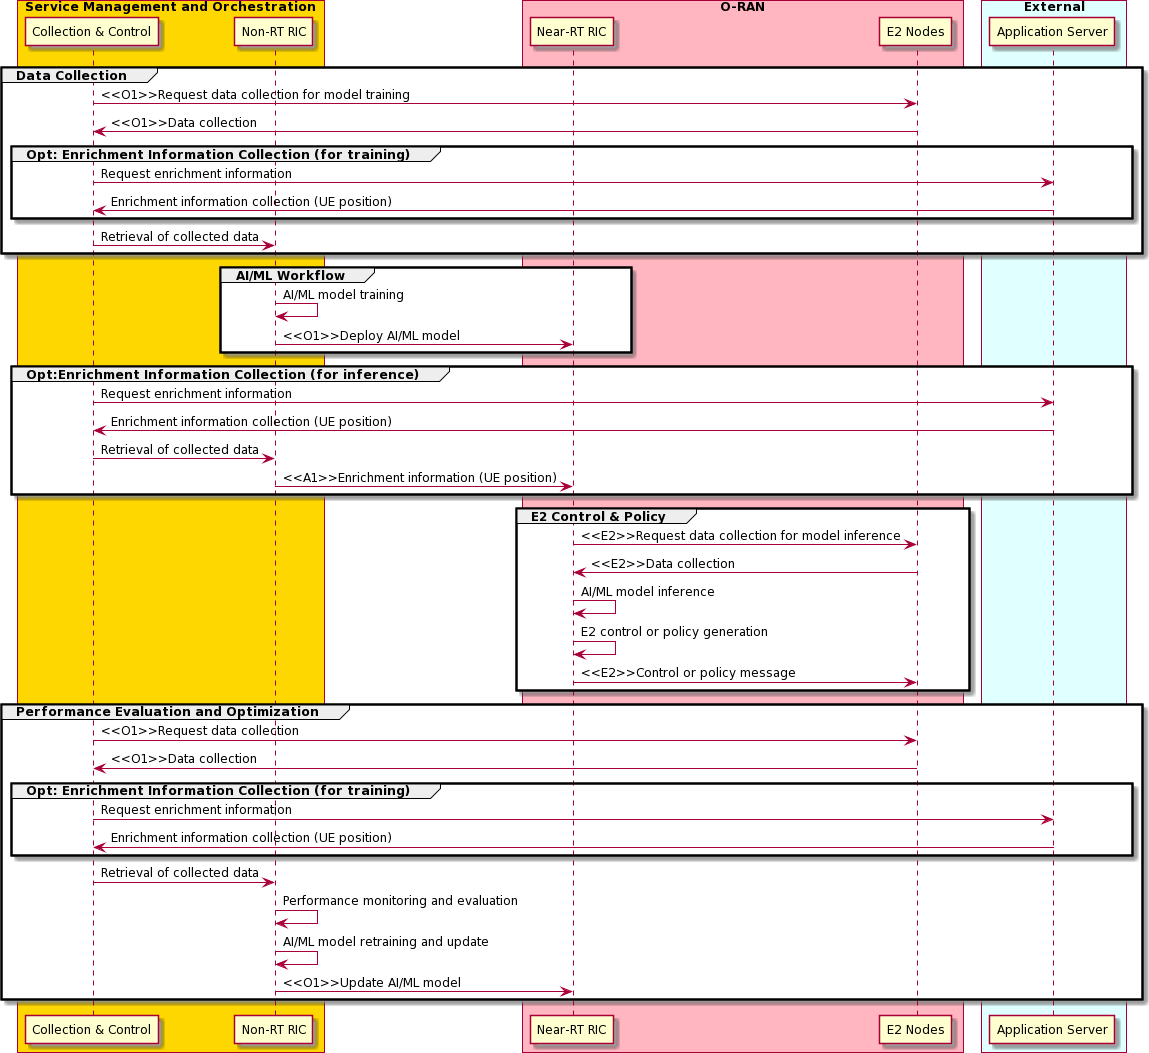 Service Management and Orchestration
O-RAN
External
Collection & Control
Non-RT RIC
Near-RT RIC
E2 Nodes
Application Server
Data Collection
<<O1>>Request data collection for model training
<<O1>>Data collection
Opt: Enrichment Information Collection (for training)
Request enrichment information
Enrichment information collection (UE position)
Retrieval of collected data
AI/ML Workflow
AI/ML model training
<<O1>>Deploy AI/ML model
Opt:Enrichment Information Collection (for inference)
Request enrichment information
Enrichment information collection (UE position)
Retrieval of collected data
<<A1>>Enrichment information (UE position)
E2 Control & Policy
<<E2>>Request data collection for model inference
<<E2>>Data collection
AI/ML model inference
E2 control or policy generation
<<E2>>Control or policy message
Performance Evaluation and Optimization
<<O1>>Request data collection
<<O1>>Data collection
Opt: Enrichment Information Collection (for training)
Request enrichment information
Enrichment information collection (UE position)
Retrieval of collected data
Performance monitoring and evaluation
AI/ML model retraining and update
<<O1>>Update AI/ML model
Collection & Control
Non-RT RIC
Near-RT RIC
E2 Nodes
Application Server